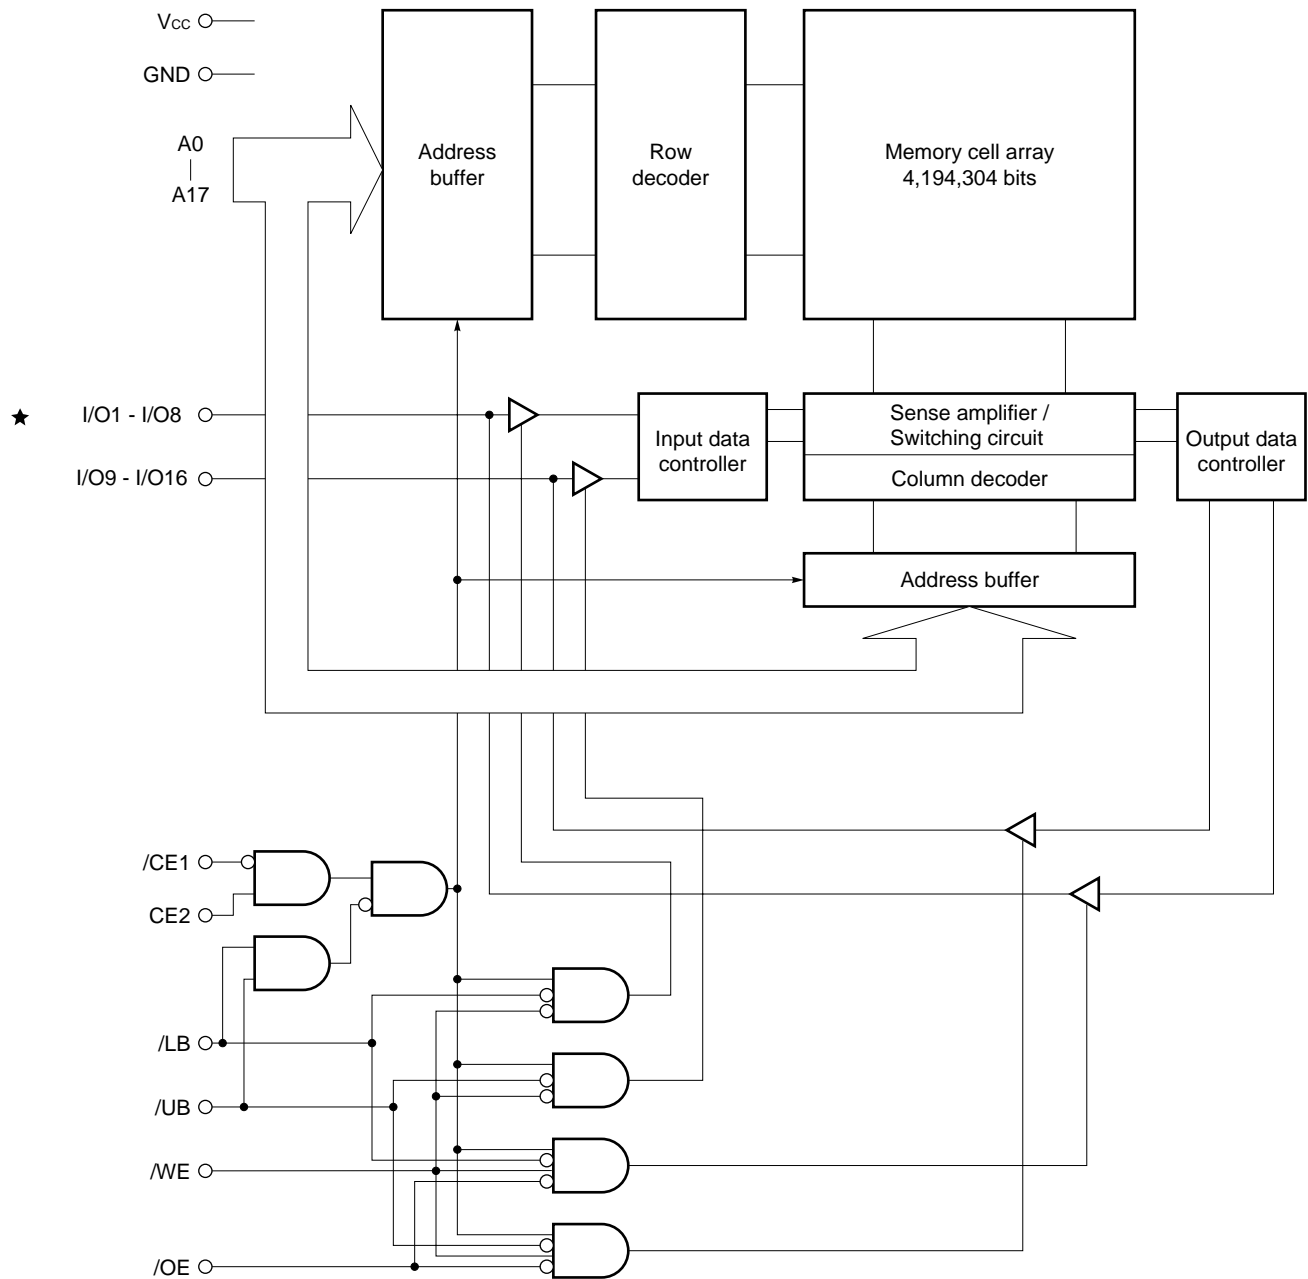 Vcc
GND
A0
A17
Address
buffer
Row
decoder
Memory cell array
4,194,304 bits
I/O1 - I/O8
I/O9 - I/O16
Input data
controller
Sense amplifier /
Switching circuit
Column decoder
Output data
controller
Address buffer
/CE1
CE2
/LB
/UB
/WE
/OE